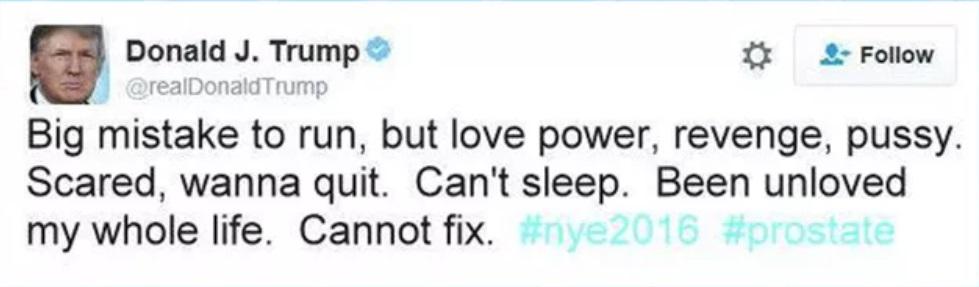 Donald J. Trump
@realDonaldTrump
Follow
Big mistake to run, but love power, revenge, pussy.
Scared, wanna quit. Can't sleep. Been unloved
my whole life. Cannot fix. #nye2016 #prostate